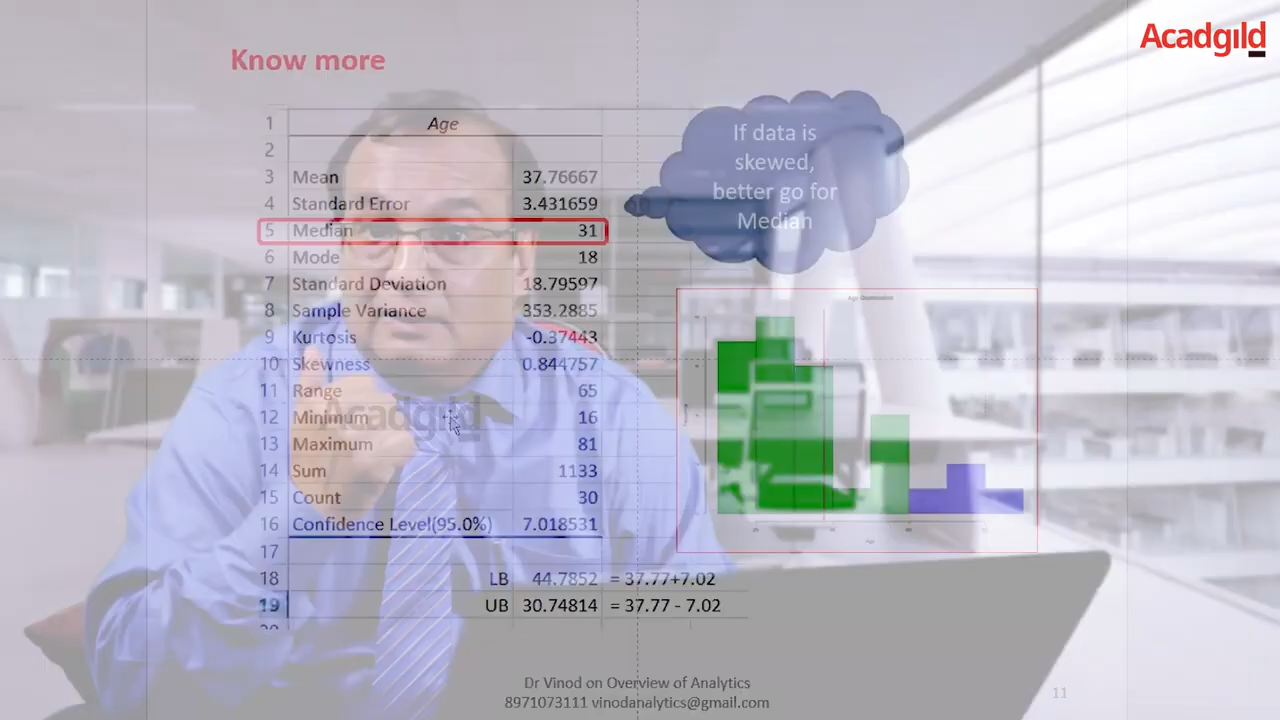 Acadgıld
Know more
1 Age
2
3 Mean 37.76667
4 Standard Error 3.431659
5 Median 31
6 Mode 18
7 Standard Deviation 18.79597
8 Sample Variance 353.2885
9 Kurtosis -0.37443
10 Skewness 0.844757
11 Range 65
12 Minimum 16
13 Maximum 81
14 Sum 1133
15 Count 30
16 Confidence Level(95.0%) 7.018531
17
18 LB 44.7852 = 37.77+7.02
19 UB 30.74814 = 37.77 - 7.02
If data is
skewed,
better go for
Median
Acadgıld
Dr Vinod on Overview of Analytics
8971073111 vinodanalytics@gmail.com
11